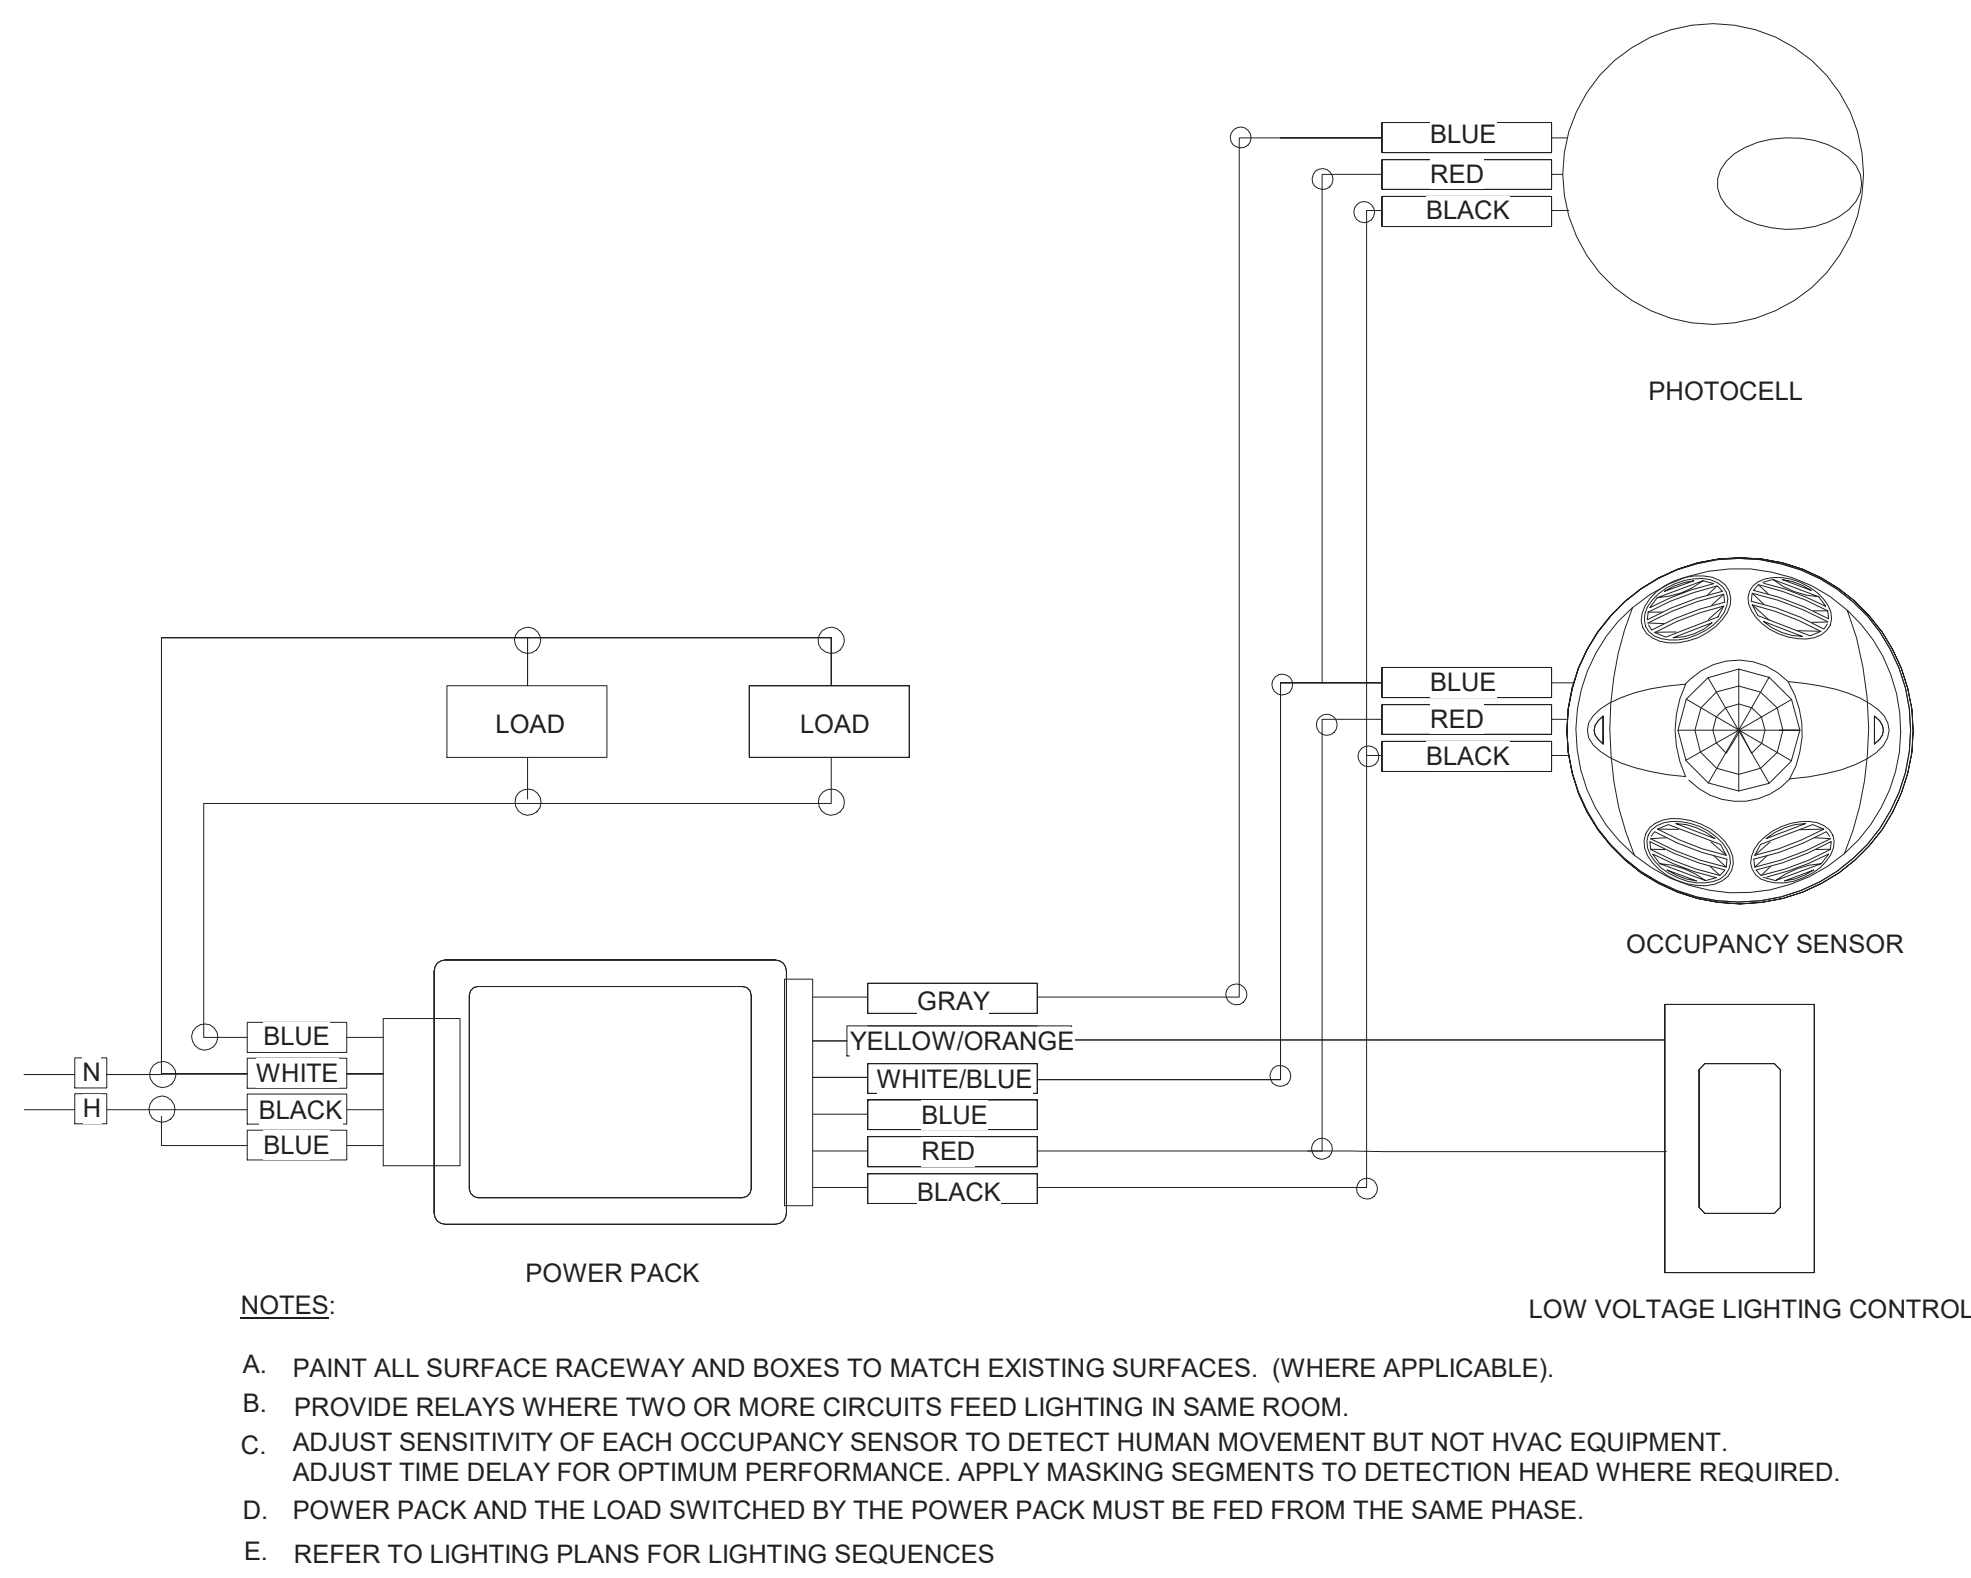 BLUE
RED
BLACK
PHOTOCELL
BLUE
RED
BLACK
OCCUPANCY SENSOR
LOAD
LOAD
BLUE
N
WHITE
H
BLACK
BLUE
GRAY
YELLOW/ORANGE
WHITE/BLUE
BLUE
RED
BLACK
POWER PACK
LOW VOLTAGE LIGHTING CONTROL
NOTES:
A. PAINT ALL SURFACE RACEWAY AND BOXES TO MATCH EXISTING SURFACES. (WHERE APPLICABLE).
B. PROVIDE RELAYS WHERE TWO OR MORE CIRCUITS FEED LIGHTING IN SAME ROOM.
C. ADJUST SENSITIVITY OF EACH OCCUPANCY SENSOR TO DETECT HUMAN MOVEMENT BUT NOT HVAC EQUIPMENT.
ADJUST TIME DELAY FOR OPTIMUM PERFORMANCE. APPLY MASKING SEGMENTS TO DETECTION HEAD WHERE REQUIRED.
D. POWER PACK AND THE LOAD SWITCHED BY THE POWER PACK MUST BE FED FROM THE SAME PHASE.
E. REFER TO LIGHTING PLANS FOR LIGHTING SEQUENCES